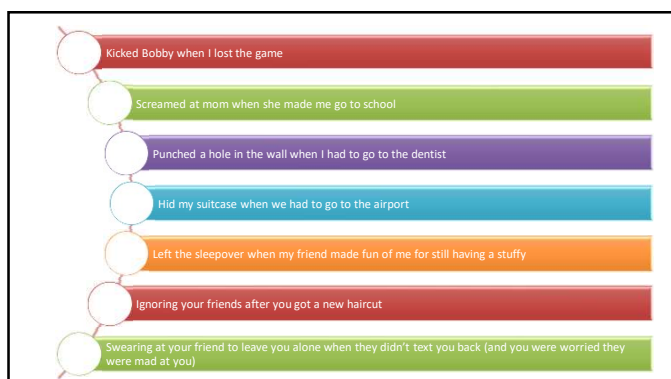 Kicked Bobby when I lost the game
Screamed at mom when she made me go to school
Punched a hole in the wall when I had to go to the dentist
Hid my suitcase when we had to go to the airport
Left the sleepover when my friend made fun of me for still having a stuffy
Ignoring your friends after you got a new haircut
Swearing at your friend to leave you alone when they didn't text you back (and you were worried they
were mad at you)